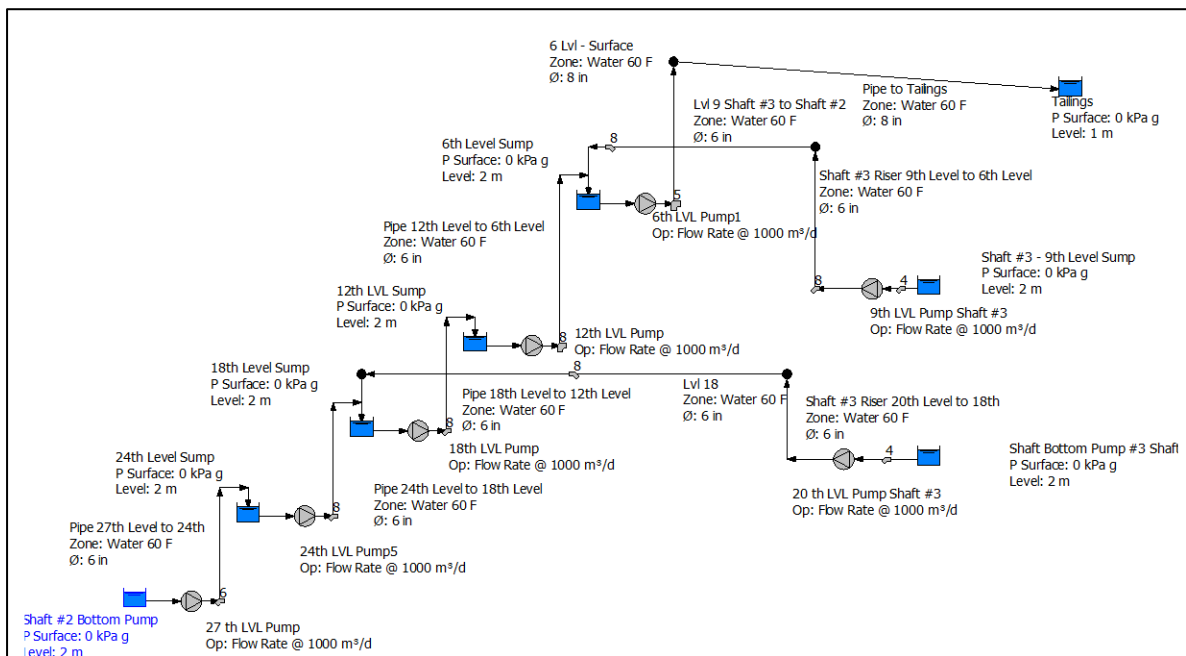 6 Lvl - Surface
Zone: Water 60 F
Ø: 8 in
Pipe to Tailings
Zone: Water 60 F
Ø: 8 in
Tailings
P Surface: 0 kPa g
Level: 1 m
Lvl 9 Shaft #3 to Shaft #2
Zone: Water 60 F
Ø: 6 in
8
6th Level Sump
P Surface: 0 kPa g
Level: 2 m
Shaft #3 Riser 9th Level to 6th Level
Zone: Water 60 F
Ø: 6 in
5
6th LVL Pump1
Op: Flow Rate @ 1000 m³/d
Pipe 12th Level to 6th Level
Zone: Water 60 F
Ø: 6 in
Shaft #3 - 9th Level Sump
P Surface: 0 kPa g
Level: 2 m
8
4
9th LVL Pump Shaft #3
Op: Flow Rate @ 1000 m³/d
12th LVL Sump
P Surface: 0 kPa g
Level: 2 m
8
12th LVL Pump
Op: Flow Rate @ 1000 m³/d
18th Level Sump
P Surface: 0 kPa g
Level: 2 m
8
Lvl 18
Zone: Water 60 F
Ø: 6 in
Pipe 18th Level to 12th Level
Zone: Water 60 F
Ø: 6 in
Shaft #3 Riser 20th Level to 18th
Zone: Water 60 F
Ø: 6 in
8
18th LVL Pump
Op: Flow Rate @ 1000 m³/d
4
Shaft Bottom Pump #3 Shaft
P Surface: 0 kPa g
Level: 2 m
20 th LVL Pump Shaft #3
Op: Flow Rate @ 1000 m³/d
24th Level Sump
P Surface: 0 kPa g
Level: 2 m
Pipe 24th Level to 18th Level
Zone: Water 60 F
Ø: 6 in
8
24th LVL Pump5
Op: Flow Rate @ 1000 m³/d
Pipe 27th Level to 24th
Zone: Water 60 F
Ø: 6 in
6
Shaft #2 Bottom Pump
P Surface: 0 kPa g
Level: 2 m
27 th LVL Pump
Op: Flow Rate @ 1000 m³/d